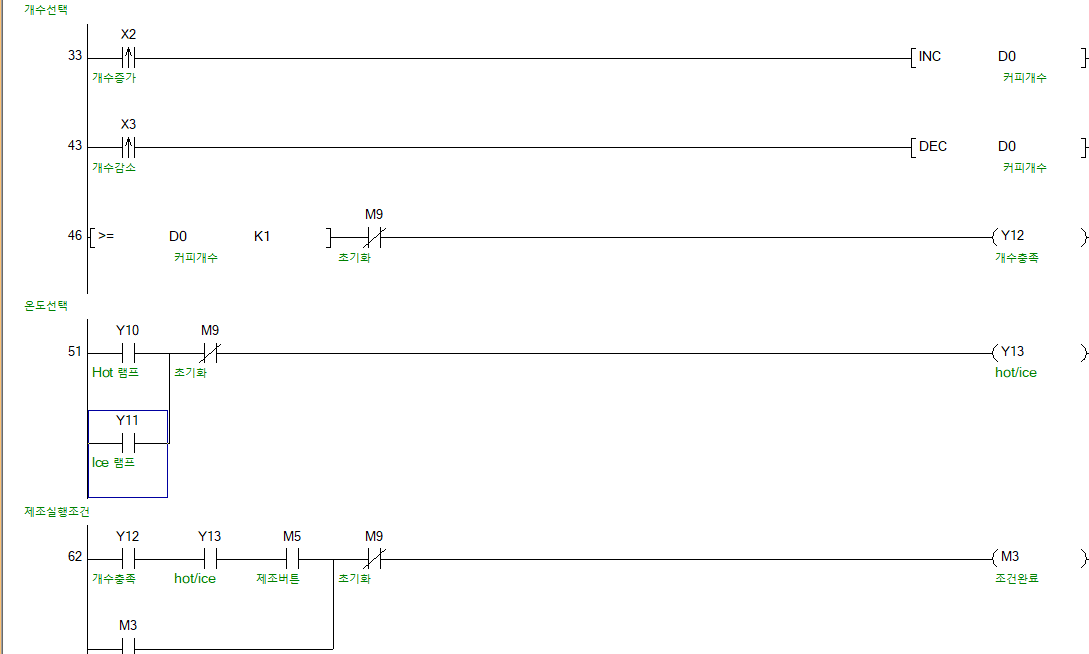 개수선택
X2
33 INC D0
개수증가 커피개수
X3
43 DEC D0
개수감소 커피개수
M9
46 >= D0 K1 Y12
커피개수 초기화 개수충족
온도선택
Y10 M9
51 Y13
Hot 램프 초기화 hot/ice
Y11
Ice 램프
제조실행조건
Y12 Y13 M5 M9
62 M3
개수충족 hot/ice 제조버튼 초기화 조건완료
M3